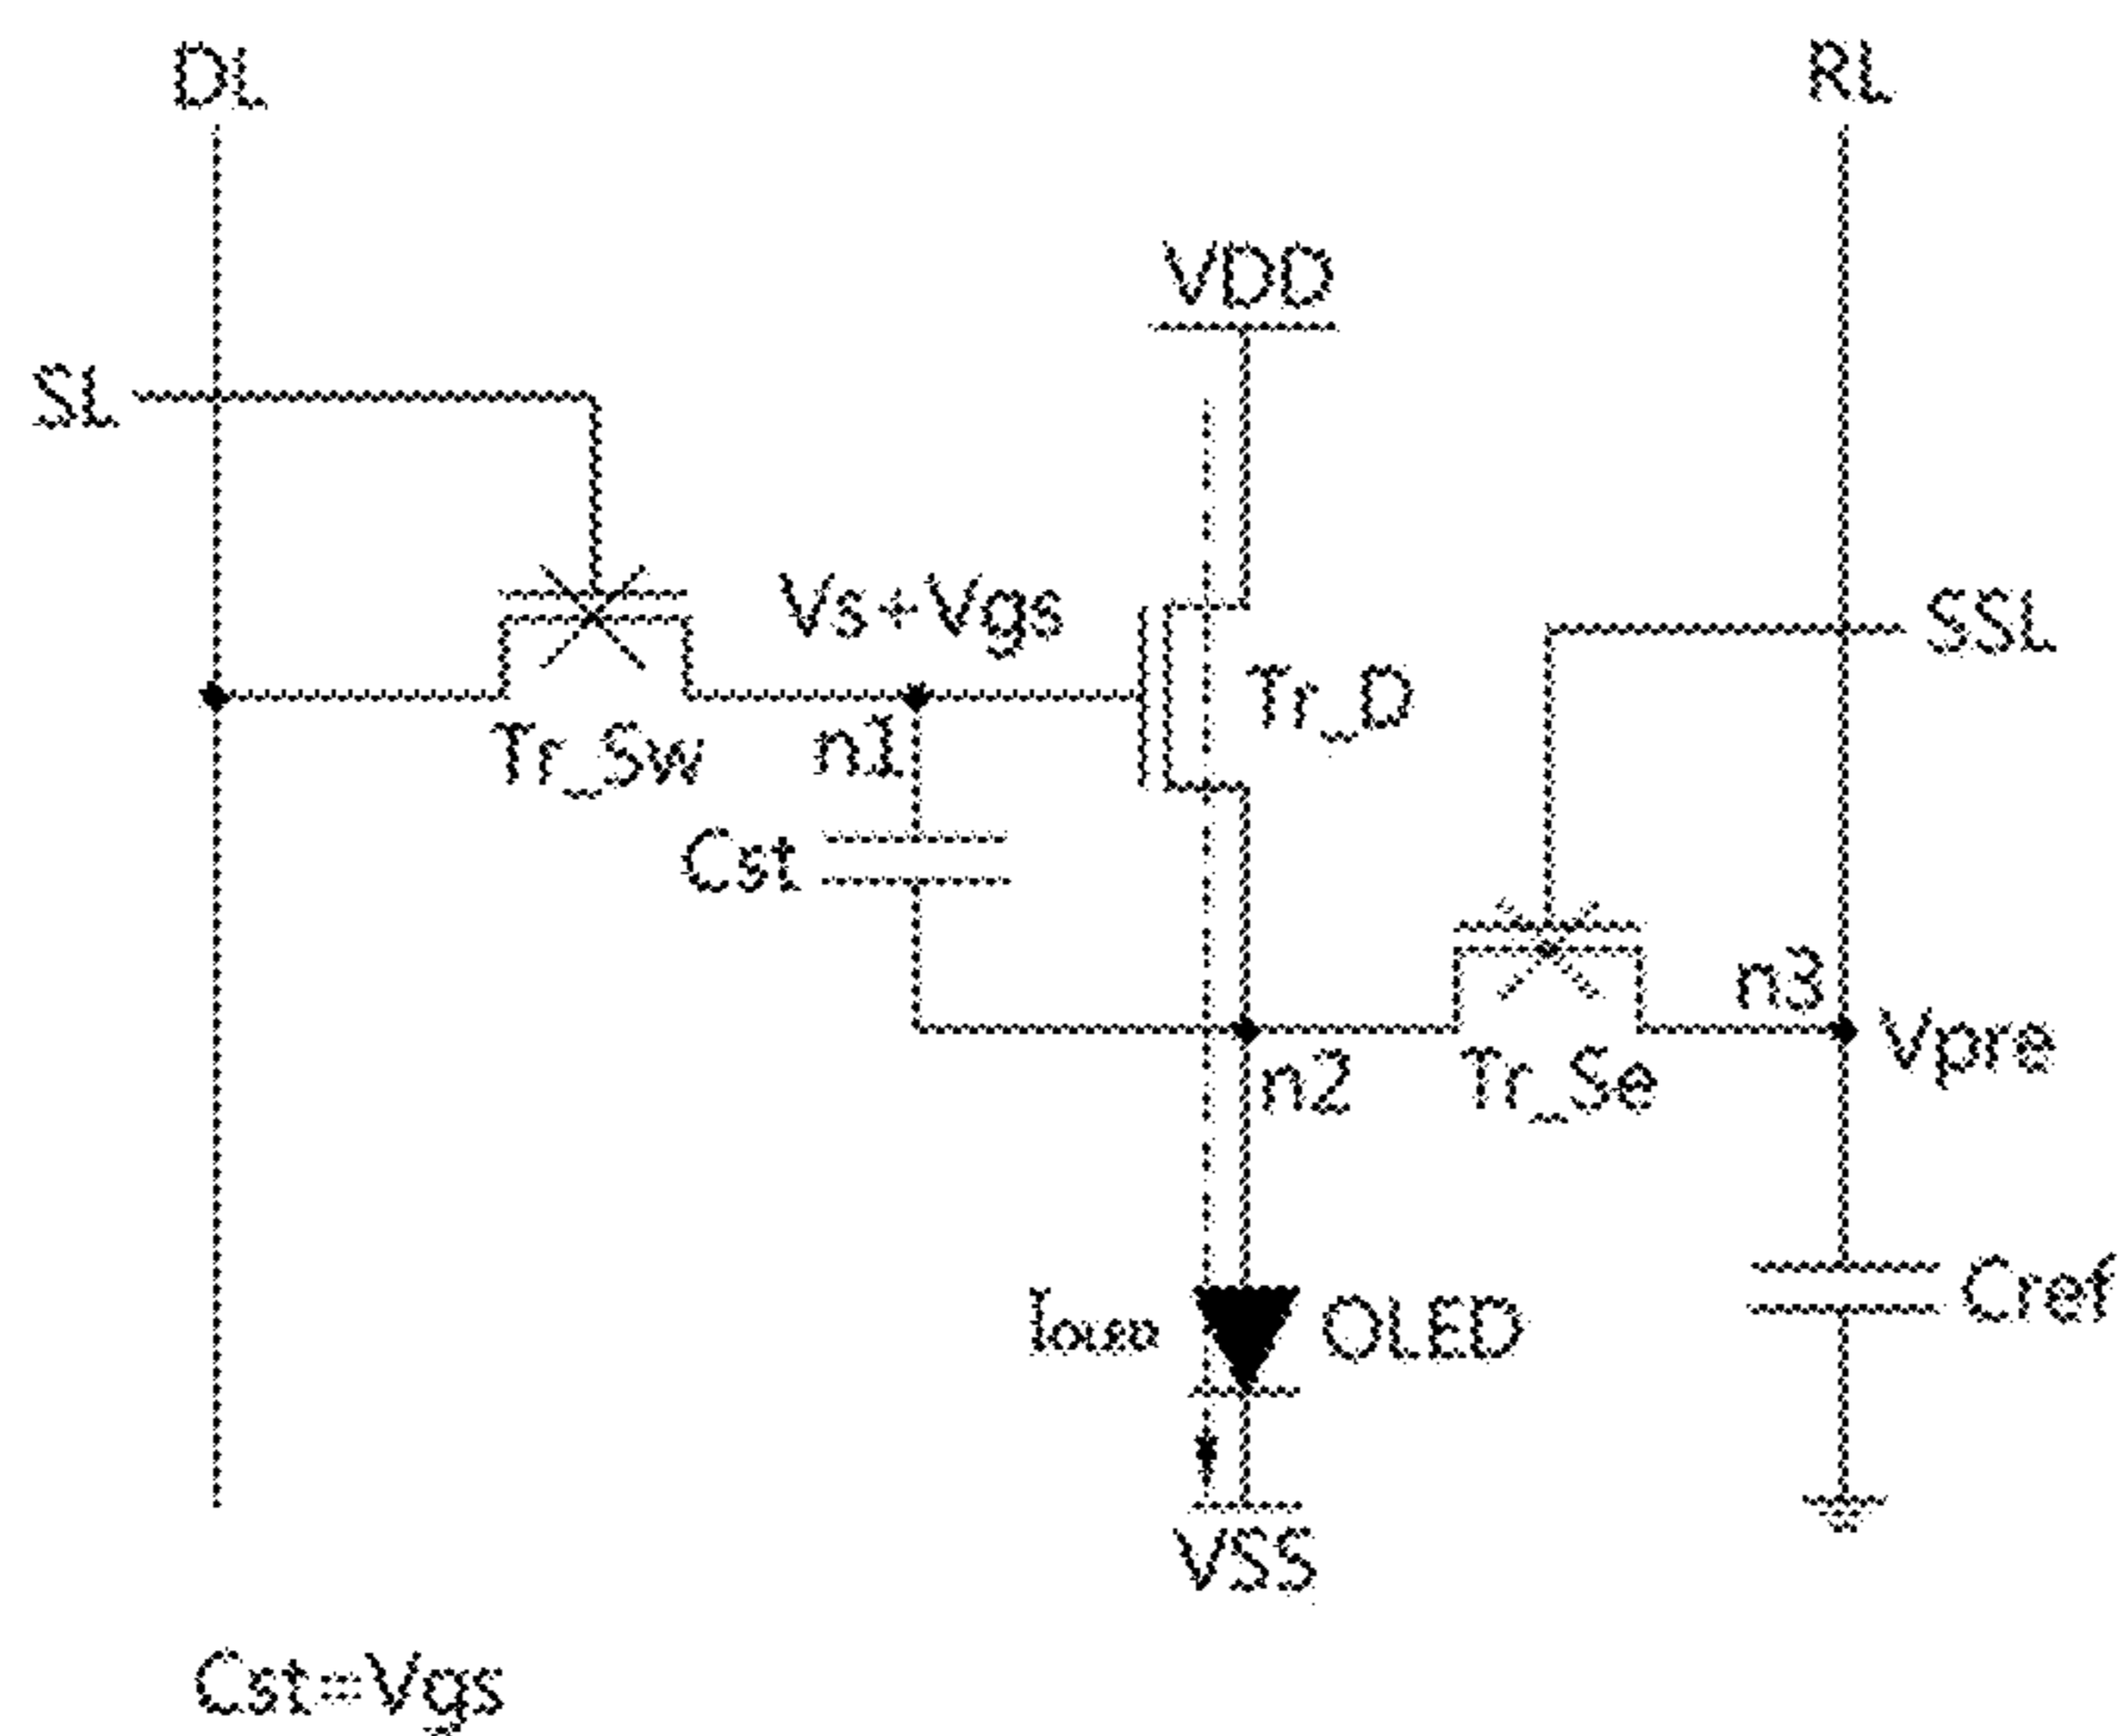 DL
RL
VDD
SL
Vs+Vgs
SSL
Tr_D
Tr_Sw
n1
Cst
n3
Vpre
n2
Tr_Se
Cref
OLED
VSS
Cst=Vgs